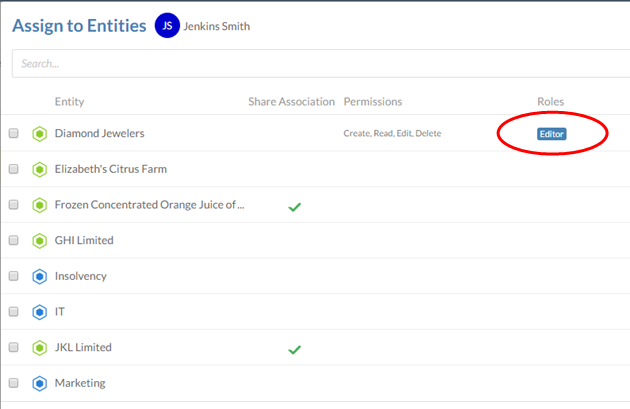 Assign to Entities JS Jenkins Smith
Search...
Entity Share Association Permissions Roles
Diamond Jewelers Create, Read, Edit, Delete Editor
Elizabeth's Citrus Farm
Frozen Concentrated Orange Juice of ...
GHI Limited
Insolvency
IT
JKL Limited
Marketing